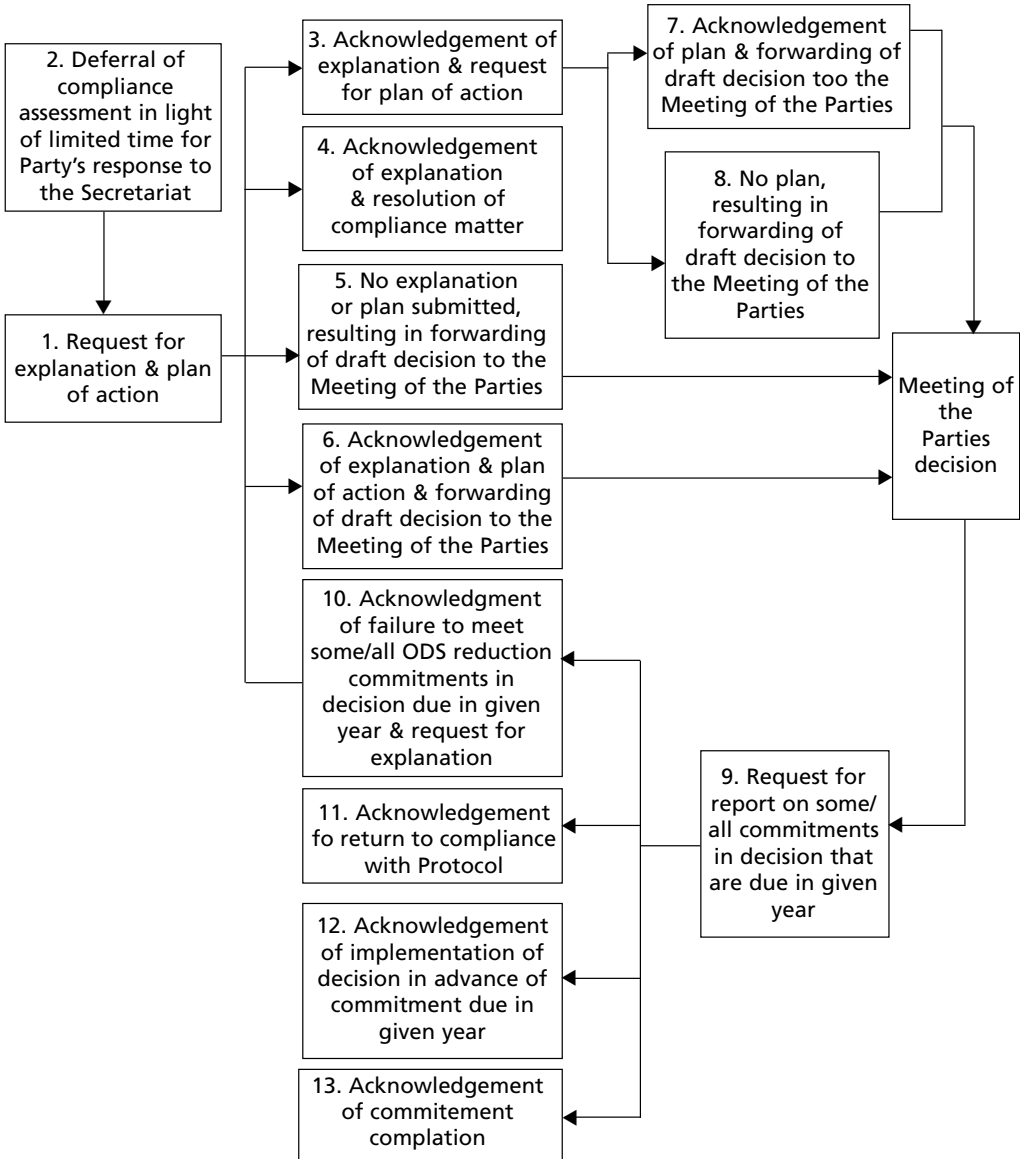 2. Deferral of
compliance
assessment in light
of limited time for
Party's response to
the Secretariat
1. Request for
explanation & plan
of action
3. Acknowledgement of
explanation & request
for plan of action
4. Acknowledgement
of explanation
& resolution of
compliance matter
5. No explanation
or plan submitted,
resulting in forwarding
of draft decision to the
Meeting of the Parties
6. Acknowledgement
of explanation & plan
of action & forwarding
of draft decision to the
Meeting of the Parties
7. Acknowledgement
of plan & forwarding of
draft decision too the
Meeting of the Parties
8. No plan,
resulting in
forwarding of
draft decision to
the Meeting of the
Parties
Meeting of
the
Parties
decision
9. Request for
report on some/
all commitments
in decision that
are due in given
year
10. Acknowledgment
of failure to meet
some/all ODS reduction
commitments in
decision due in given
year & request for
explanation
11. Acknowledgement
fo return to compliance
with Protocol
12. Acknowledgement
of implementation of
decision in advance of
commitment due in
given year
13. Acknowledgement
of commitement
complation